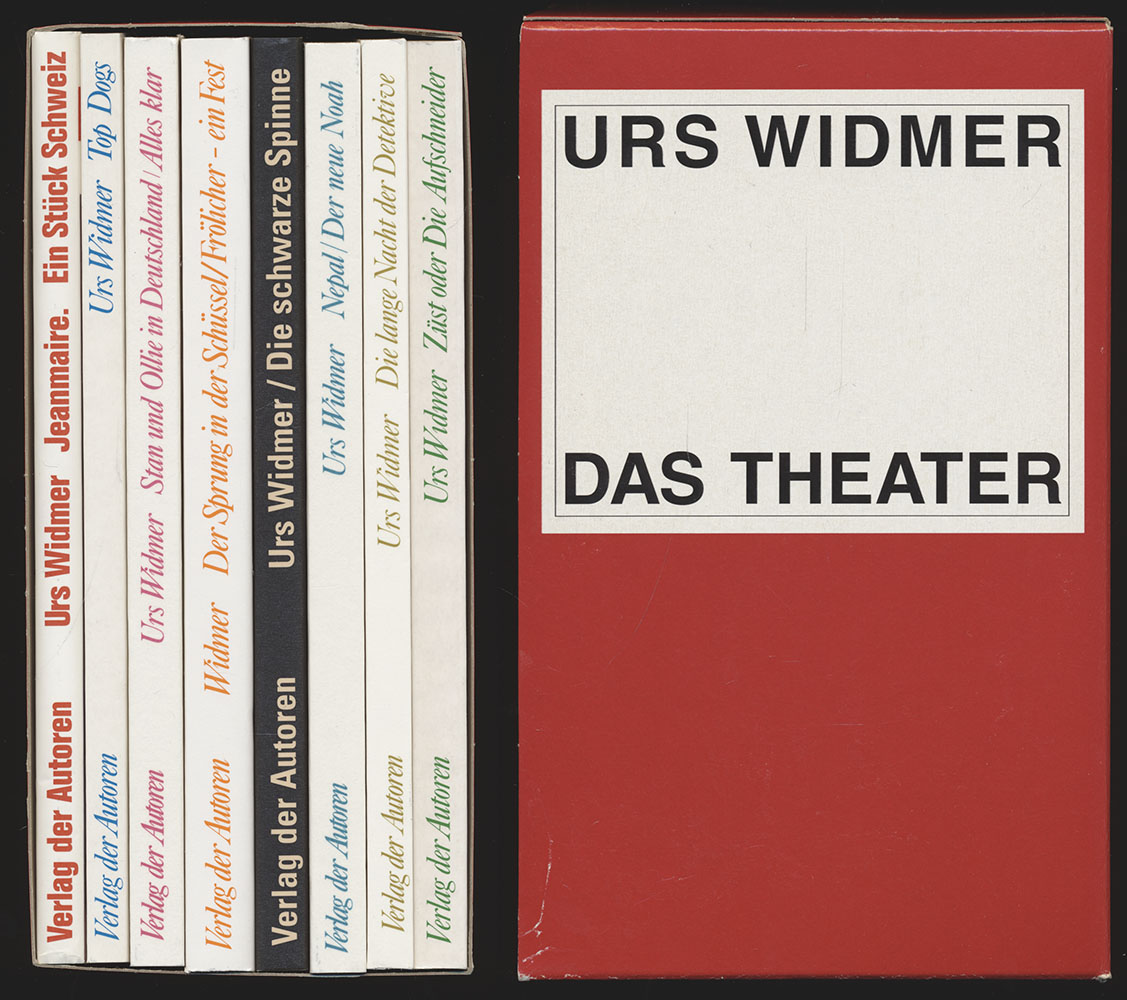 Verlag der Autoren Urs Widmer Jeanmaire. Ein Stück Schweiz
Verlag der Autoren Urs Widmer Top Dogs
Verlag der Autoren Urs Widmer Stan und Ollie in Deutschland/Alles klar
Verlag der Autoren Widmer Der Sprung in der Schüssel/Frölicher – ein Fest
Verlag der Autoren Urs Widmer / Die schwarze Spinne
Verlag der Autoren Urs Widmer Nepal/Der neue Noah
Verlag der Autoren Urs Widmer Die lange Nacht der Detektive
Verlag der Autoren Urs Widmer Züst oder Die Aufschneider
URS WIDMER
DAS THEATER